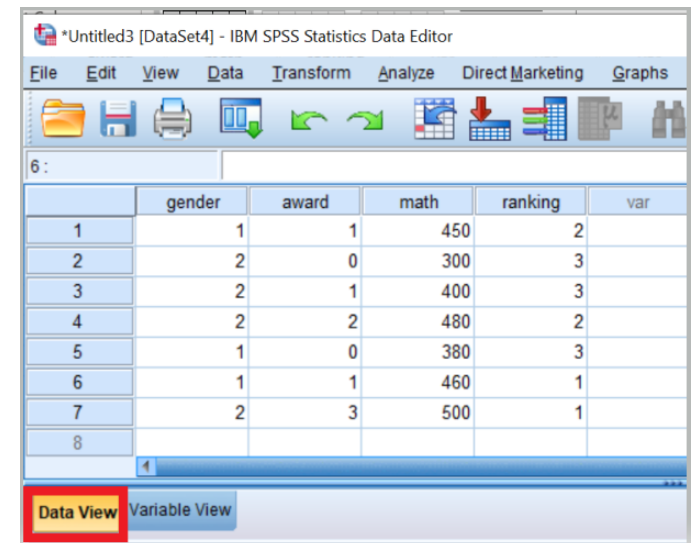 *Untitled3 [DataSet4] - IBM SPSS Statistics Data Editor
File Edit View Data Transform Analyze Direct Marketing Graphs
6 :
gender award math ranking var
1 1 1 450 2
2 2 0 300 3
3 2 1 400 3
4 2 2 480 2
5 1 0 380 3
6 1 1 460 1
7 2 3 500 1
8
Data View Variable View